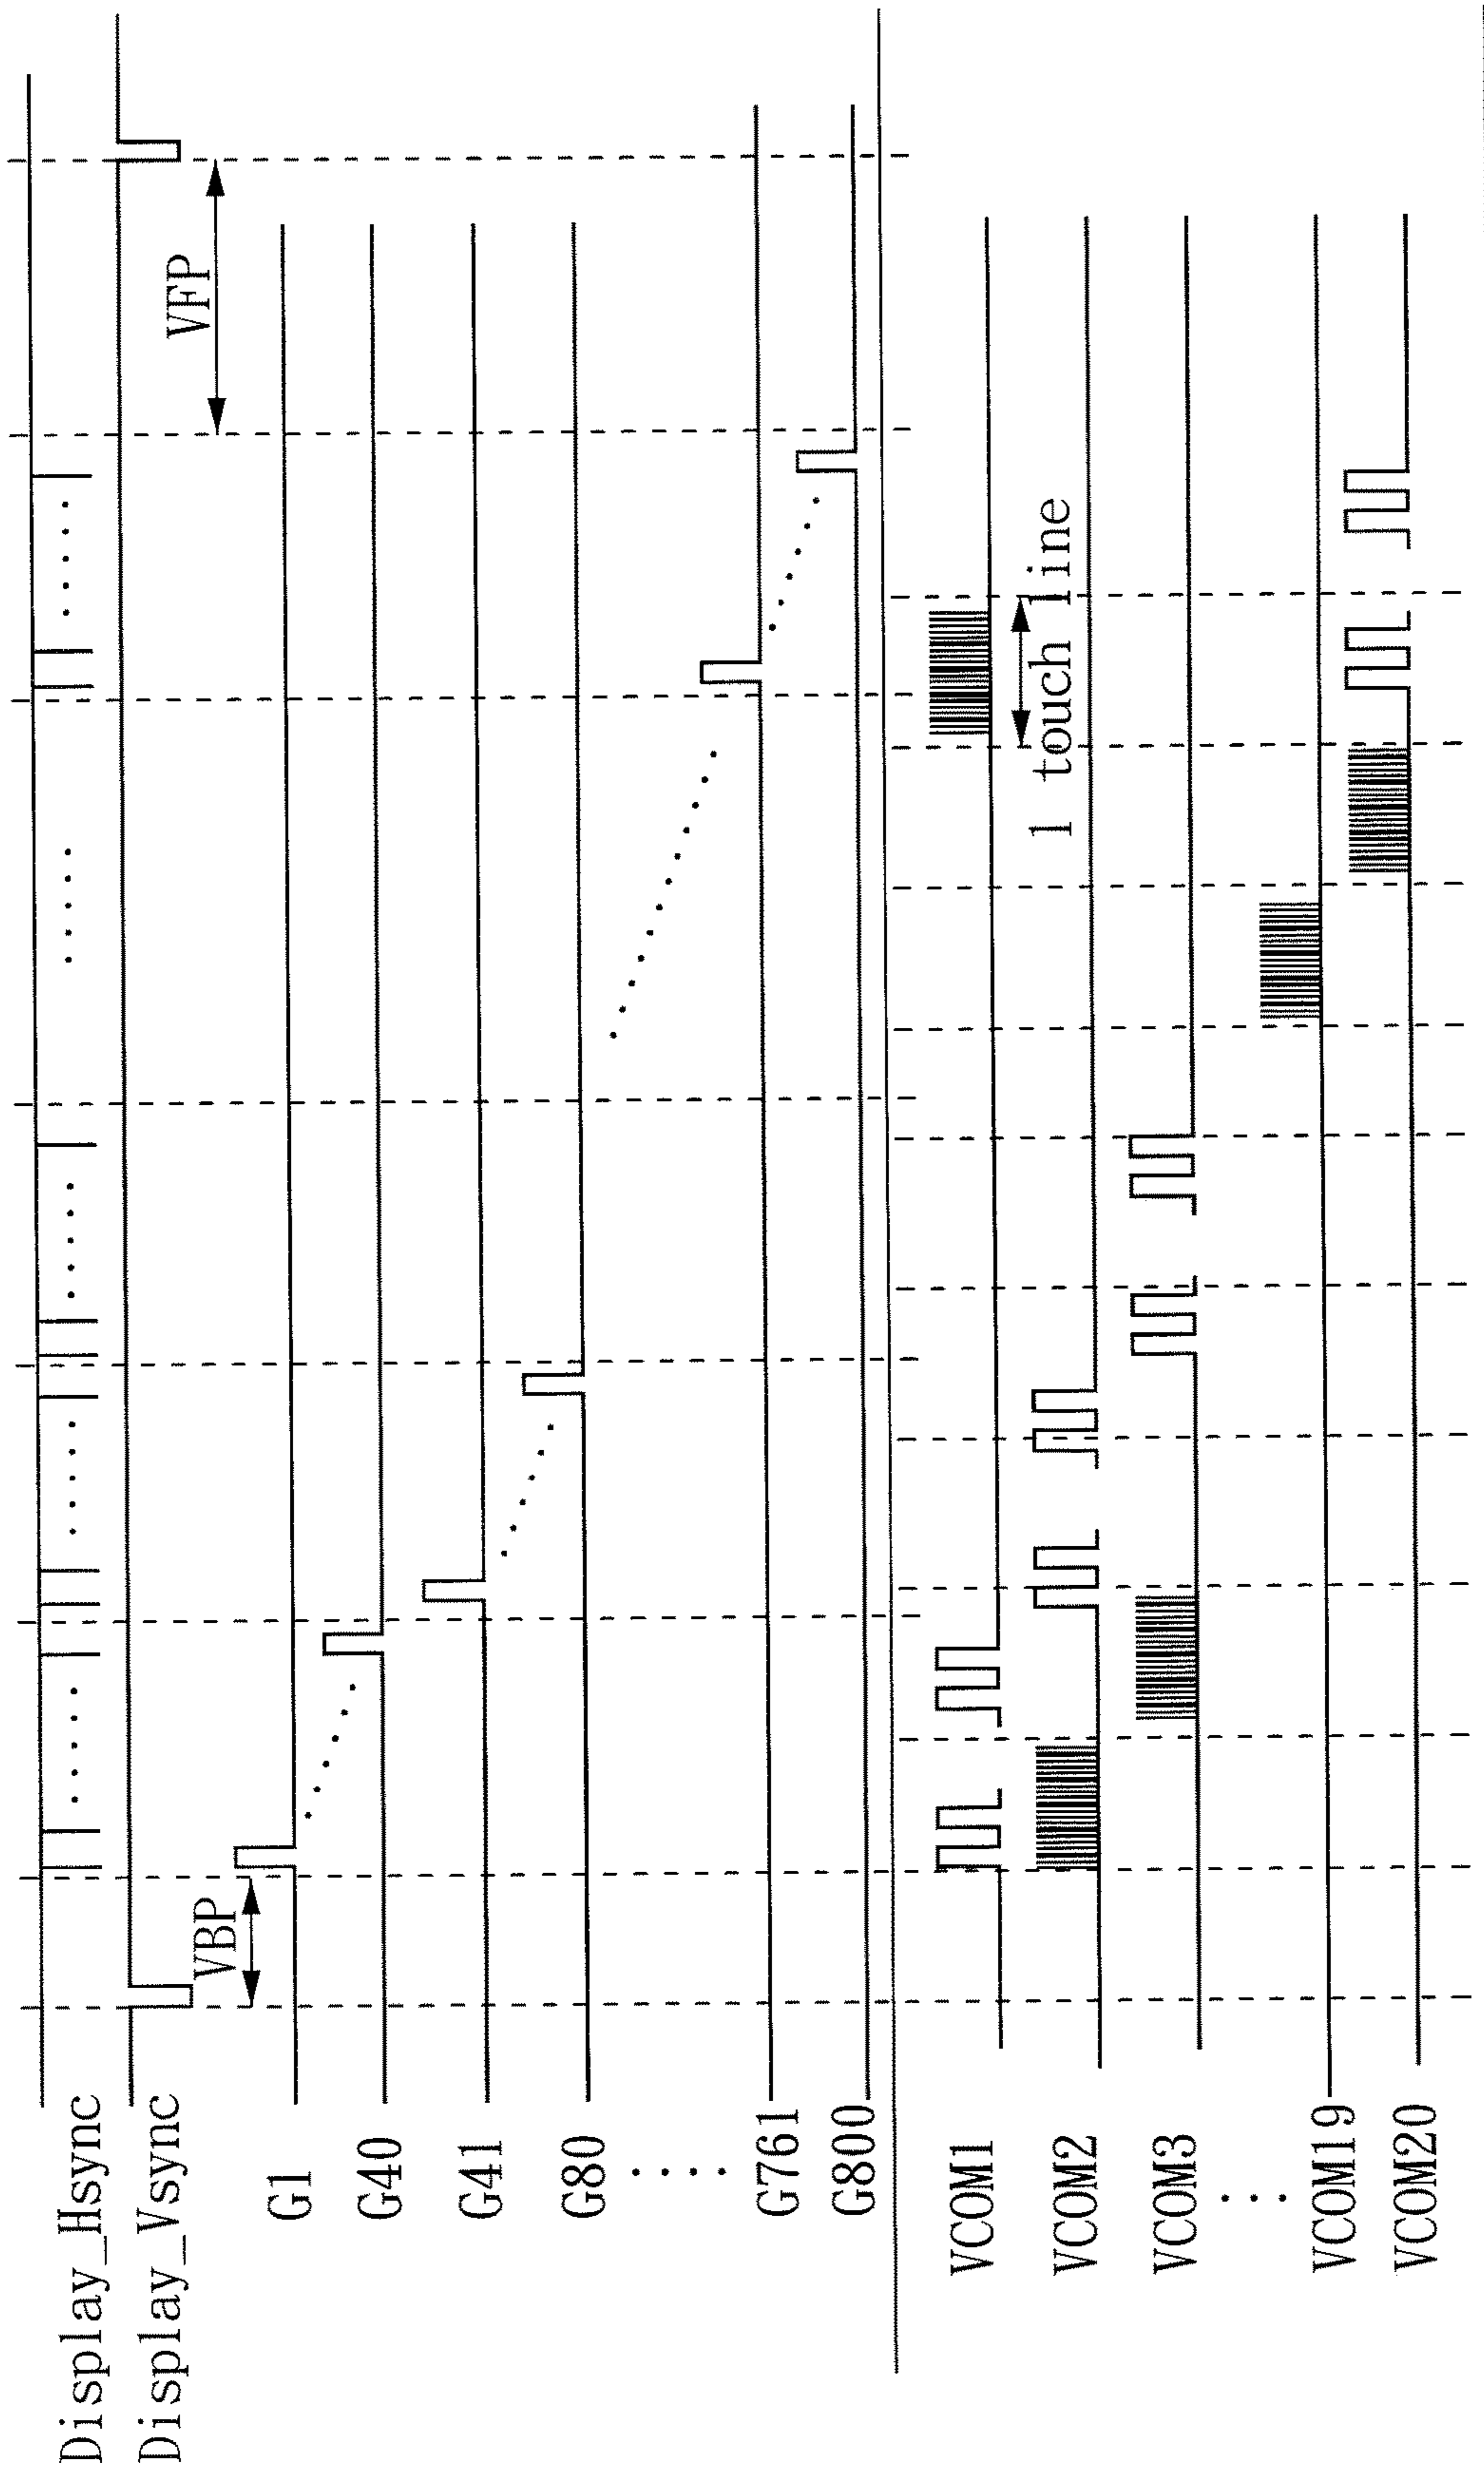 Display_Hsync
Display_Vsync
VBP
VFP
G1
G40
G41
G80
G761
G800
VCOM1
1 touch line
VCOM2
VCOM3
VCOM19
VCOM20